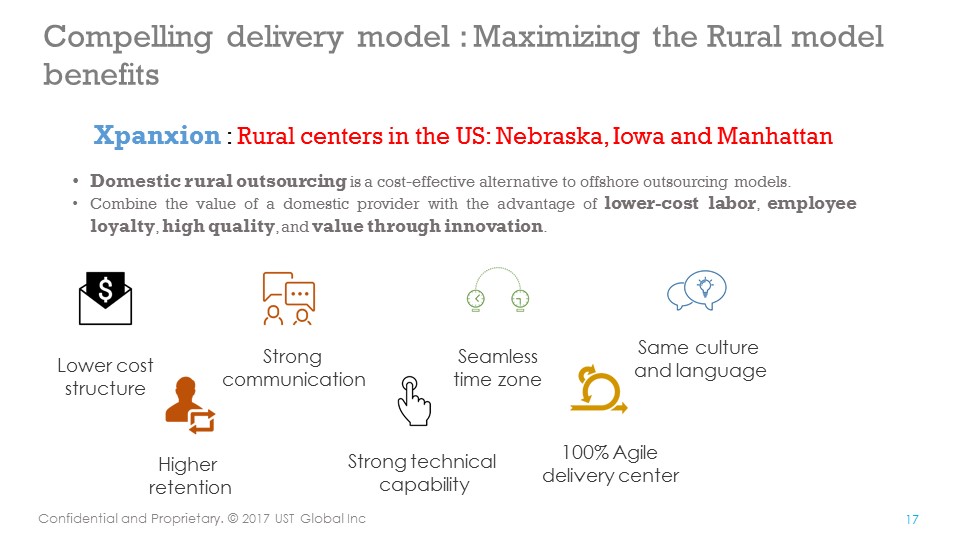 Compelling delivery model : Maximizing the Rural model
benefits
Xpanxion : Rural centers in the US: Nebraska, Iowa and Manhattan
• Domestic rural outsourcing is a cost-effective alternative to offshore outsourcing models.
• Combine the value of a domestic provider with the advantage of lower-cost labor, employee
loyalty, high quality, and value through innovation.
$
Lower cost
structure
Strong
communication
Seamless
time zone
Same culture
and language
Higher
retention
Strong technical
capability
100% Agile
delivery center
Confidential and Proprietary. © 2017 UST Global Inc
17